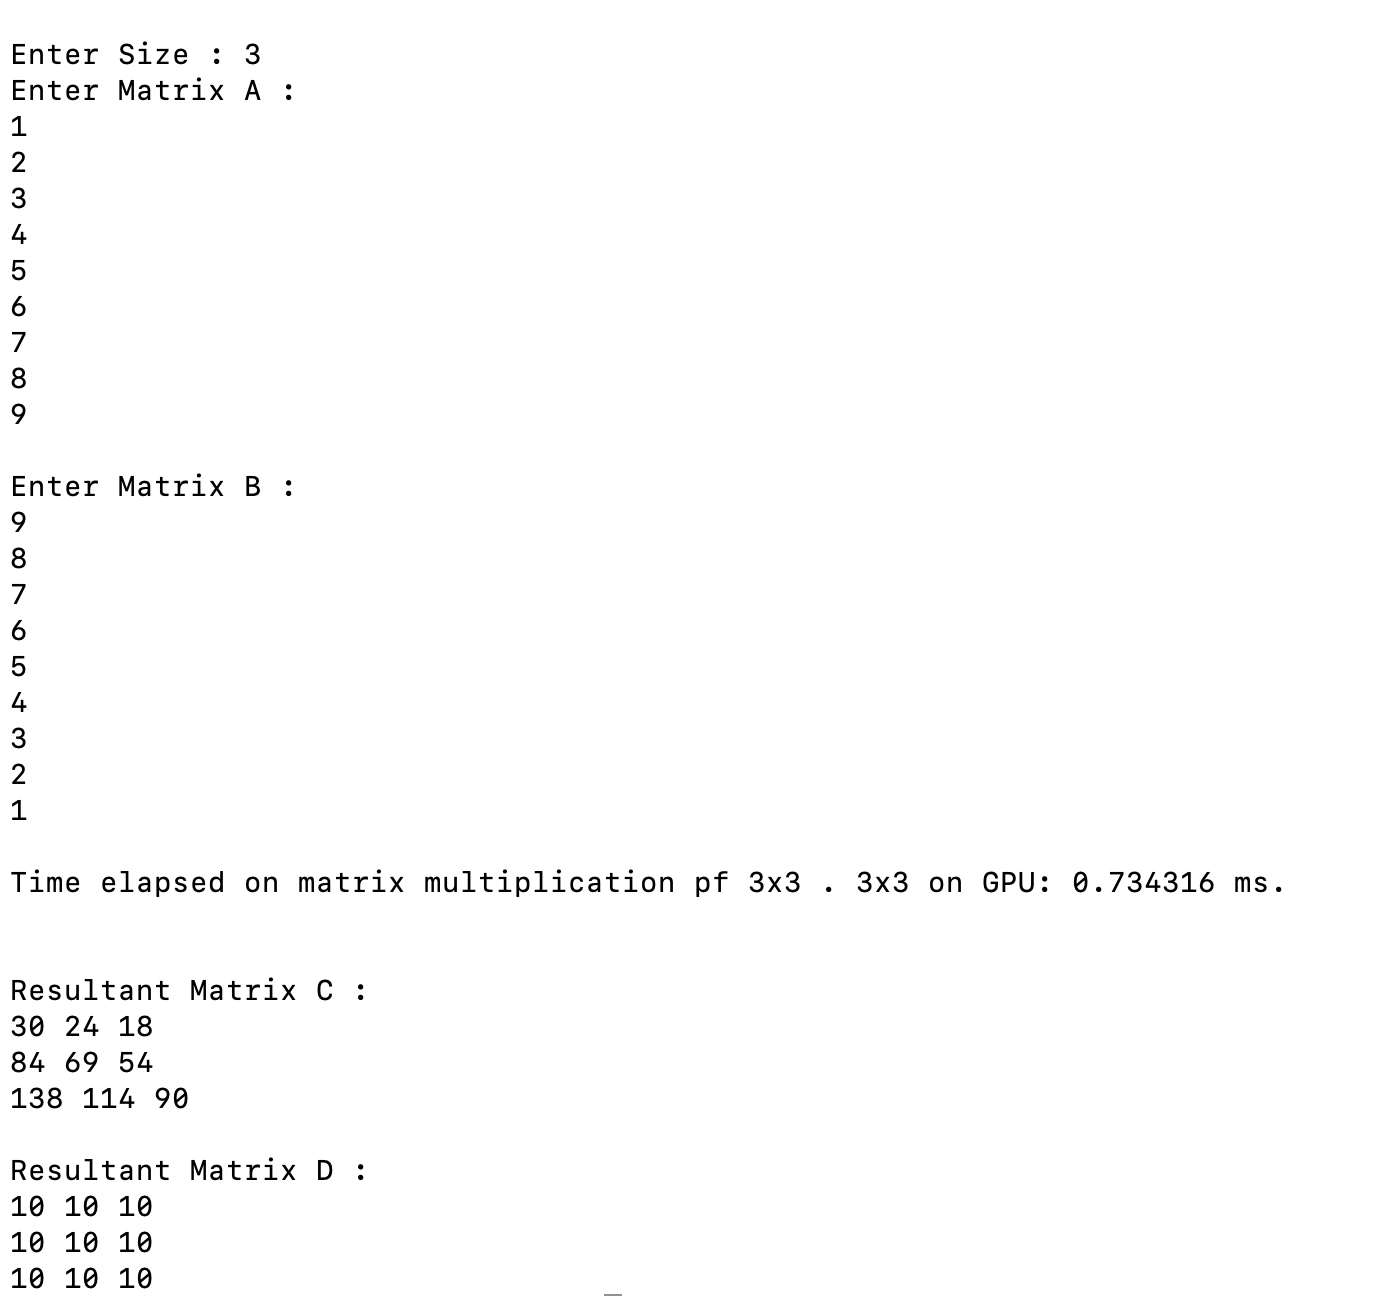 Enter Size : 3
Enter Matrix A :
1
2
3
4
5
6
7
8
9
Enter Matrix B :
9
8
7
6
5
4
3
2
1
Time elapsed on matrix multiplication pf 3x3 . 3x3 on GPU: 0.734316 ms.
Resultant Matrix C :
30 24 18
84 69 54
138 114 90
Resultant Matrix D :
10 10 10
10 10 10
10 10 10